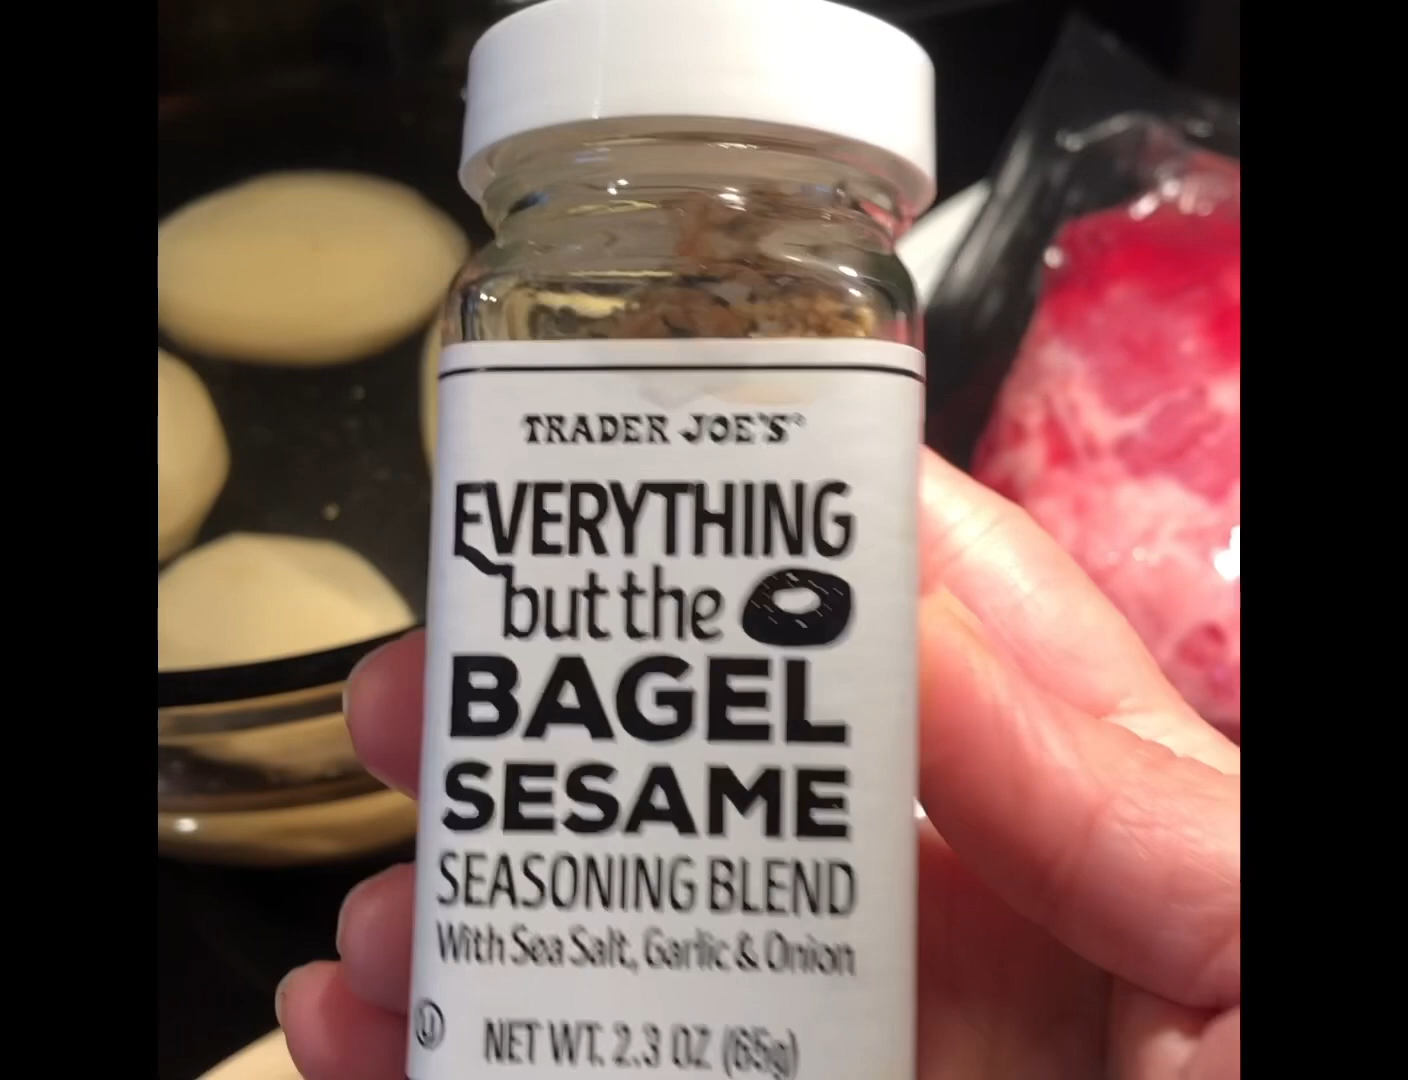 TRADER JOE'S®
EVERYTHING
but the
BAGEL
SESAME
SEASONING BLEND
With Sea Salt, Garlic & Onion
U
NET WT. 2.3 OZ (65g)